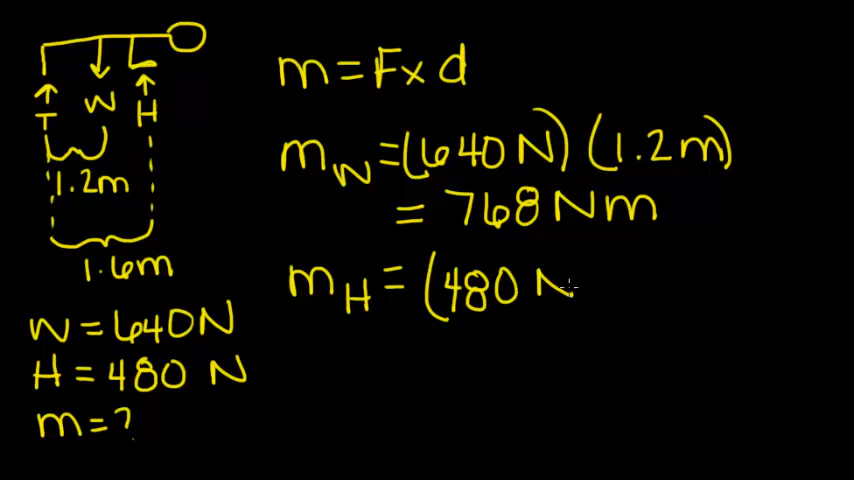 T W H
1.2m
1.6m
W = 640N
H = 480 N
m = ?
m = F x d
m_W = (640 N) (1.2 m)
= 768 Nm
m_H = (480 N